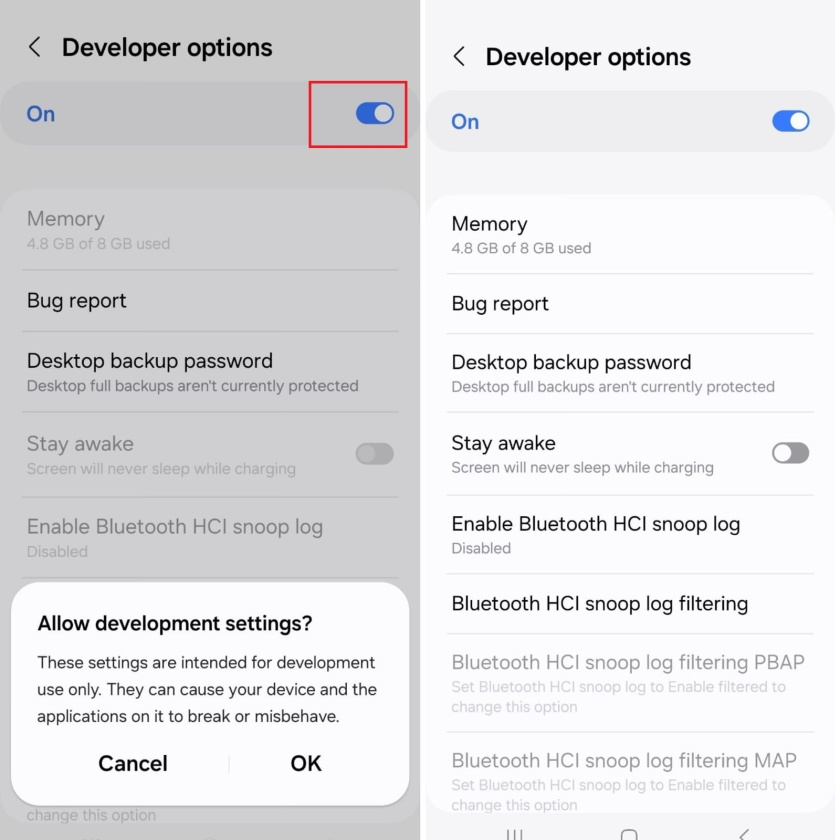 Developer options
On
Memory
4.8 GB of 8 GB used
Bug report
Desktop backup password
Desktop full backups aren't currently protected
Stay awake
Screen will never sleep while charging
Enable Bluetooth HCI snoop log
Disabled
Allow development settings?
These settings are intended for development
use only. They can cause your device and the
applications on it to break or misbehave.
Cancel
OK
change this option
Developer options
On
Memory
4.8 GB of 8 GB used
Bug report
Desktop backup password
Desktop full backups aren't currently protected
Stay awake
Screen will never sleep while charging
Enable Bluetooth HCI snoop log
Disabled
Bluetooth HCI snoop log filtering
Bluetooth HCI snoop log filtering PBAP
Set Bluetooth HCI snoop log to Enable filtered to
change this option
Bluetooth HCI snoop log filtering MAP
Set Bluetooth HCI snoop log to Enable filtered to
change this option